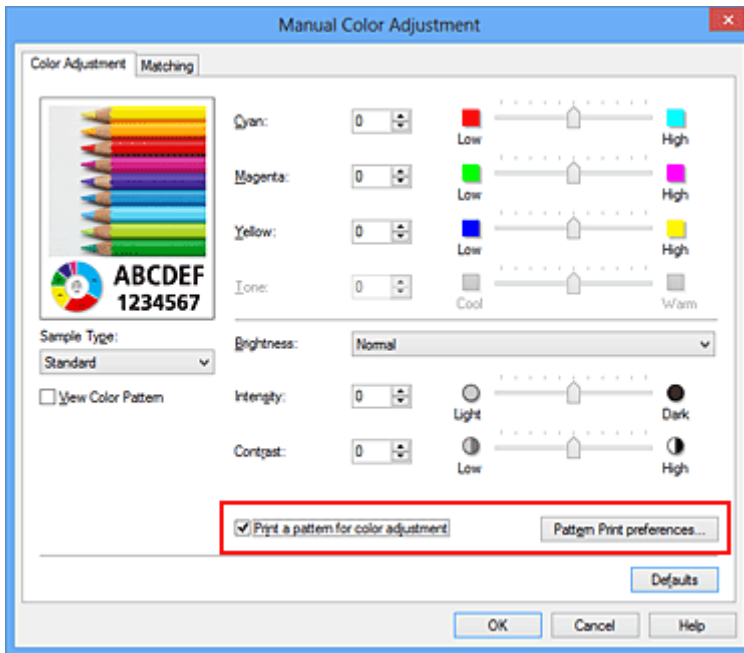 Manual Color Adjustment
Color Adjustment Matching
Cyan: 0 Low High
Magenta: 0 Low High
Yellow: 0 Low High
Tone: 0 Cool Warm
ABCDEF
1234567
Sample Type:
Standard
View Color Pattern
Brightness: Normal
Intensity: 0 Light Dark
Contrast: 0 Low High
Print a pattern for color adjustment Pattern Print preferences...
Defaults
OK Cancel Help